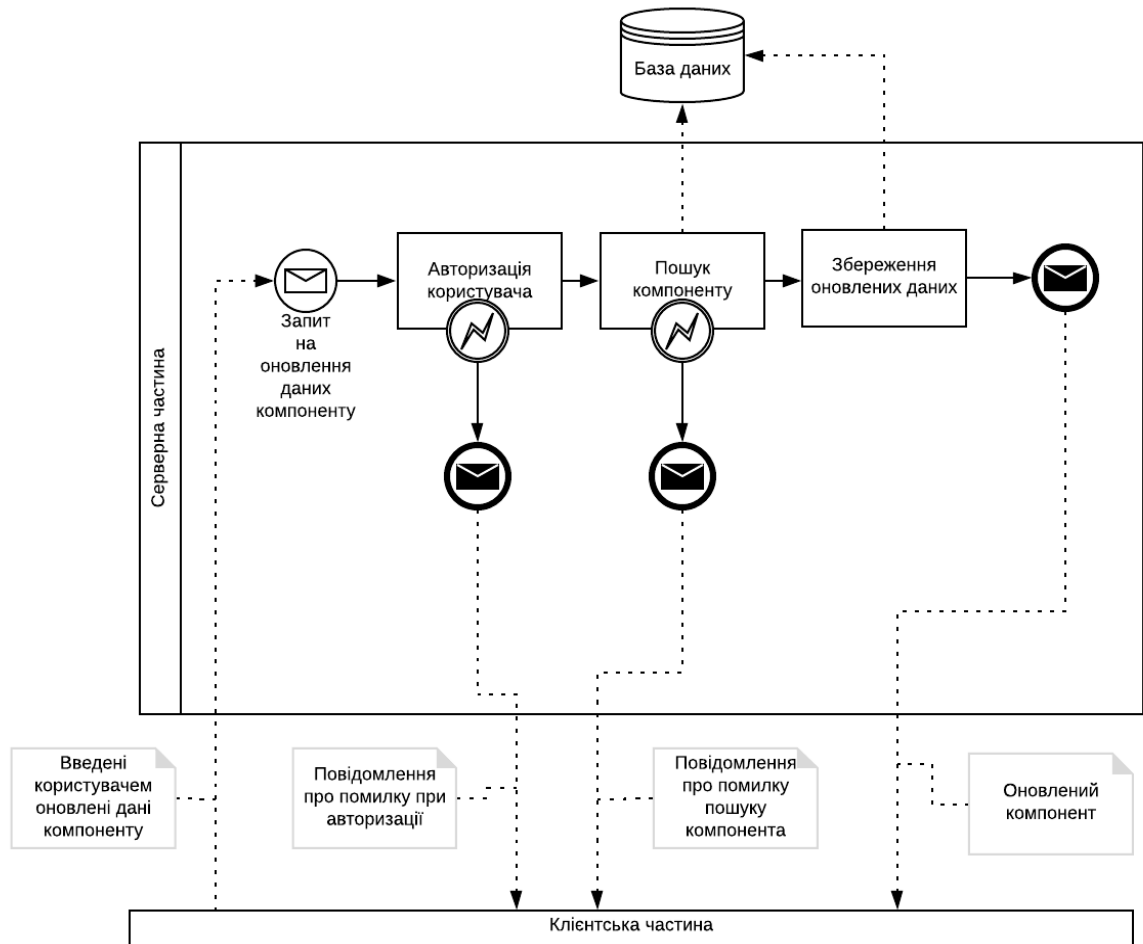 База даних
Серверна частина
Авторизація
користувача
Пошук
компоненту
Збереження
оновлених даних
Запит
на
оновлення
даних
компоненту
Введені
користувачем
оновлені дані
компоненту
Повідомлення
про помилку при
авторизації
Повідомлення
про помилку
пошуку
компонента
Оновлений
компонент
Клієнтська частина